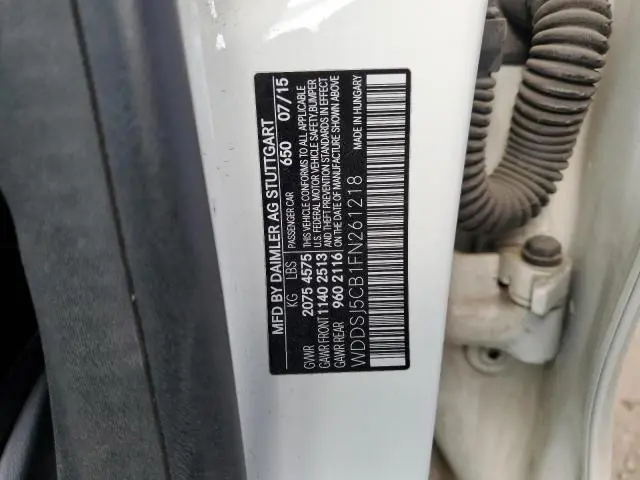 MFD BY DAIMLER AG STUTTGART
PASSENGER CAR 650 07/15
KG LBS
THIS VEHICLE CONFORMS TO ALL APPLICABLE
U.S. FEDERAL MOTOR VEHICLE SAFETY, BUMPER
AND THEFT PREVENTION STANDARDS IN EFFECT
ON THE DATE OF MANUFACTURE SHOWN ABOVE
GVWR 2075 4575
GAWR FRONT 1140 2513
GAWR REAR 960 2116
WDDSJ5CB1FN261218
MADE IN HUNGARY